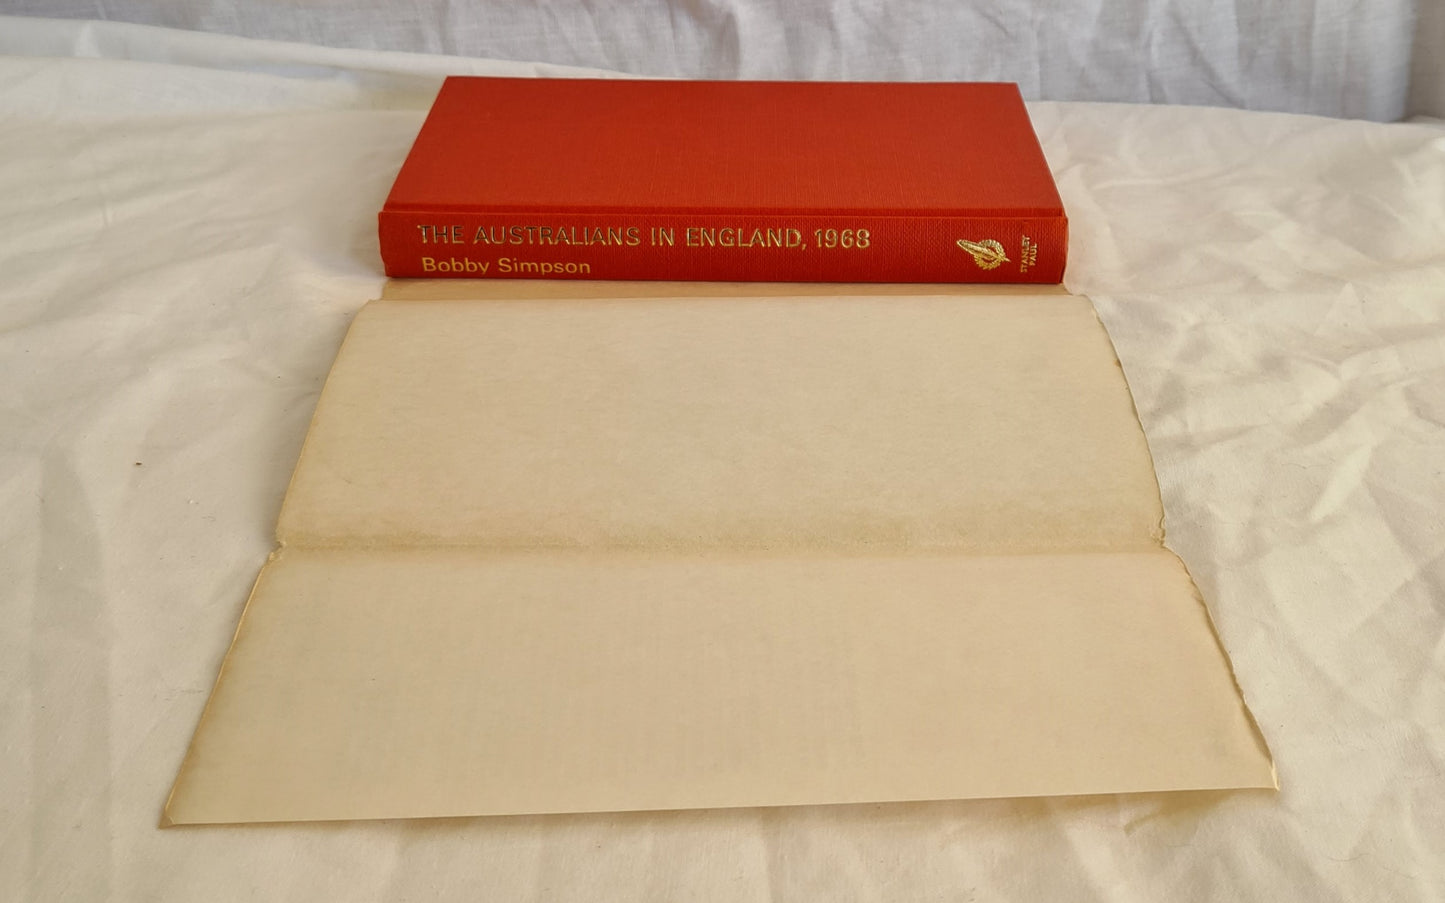 THE AUSTRALIANS IN ENGLAND, 1968
Bobby Simpson
STANLEY
PAUL